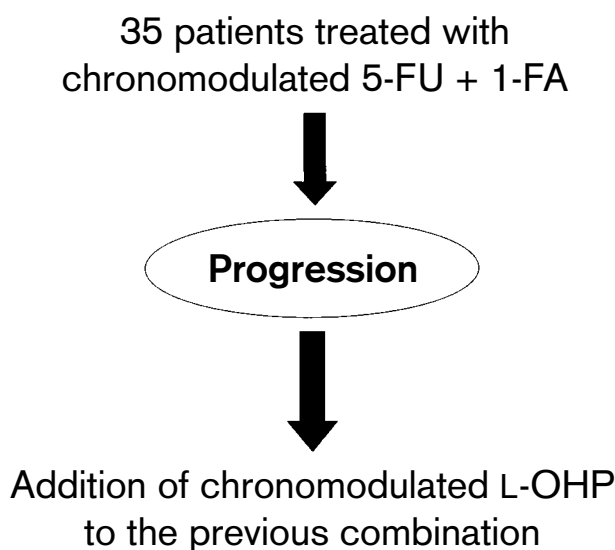 35 patients treated with
chronomodulated 5-FU + 1-FA
Progression
Addition of chronomodulated L-OHP
to the previous combination